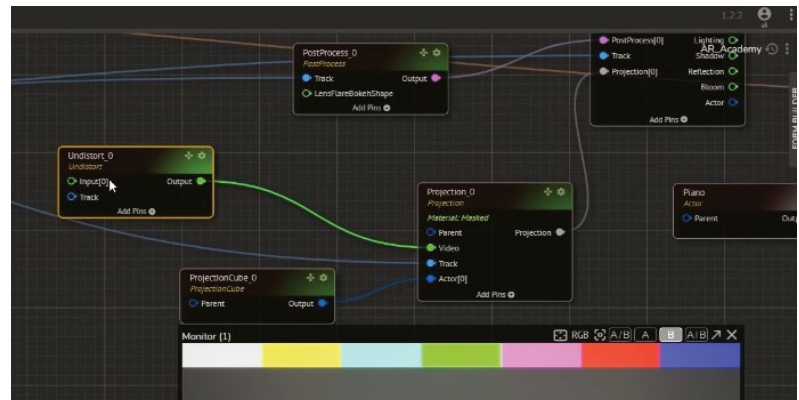 1.2.2
PostProcess_0
PostProcess
Track Output
LensFlareBokehShape
Add Pins
PostProcess[0] Lighting
AR_Academy
Track Shadow
Projection[0] Reflection
Bloom
Actor
Add Pins
FORM BUILDER
Undistort_0
Undistort
Input[0] Output
Track
Add Pins
Projection_0
Projection
Material: Masked
Parent Projection
Video
Track
Actor[0]
Add Pins
Piano
Actor
Parent Outp
ProjectionCube_0
ProjectionCube
Parent Output
Monitor (1) RGB A/B A B A|B